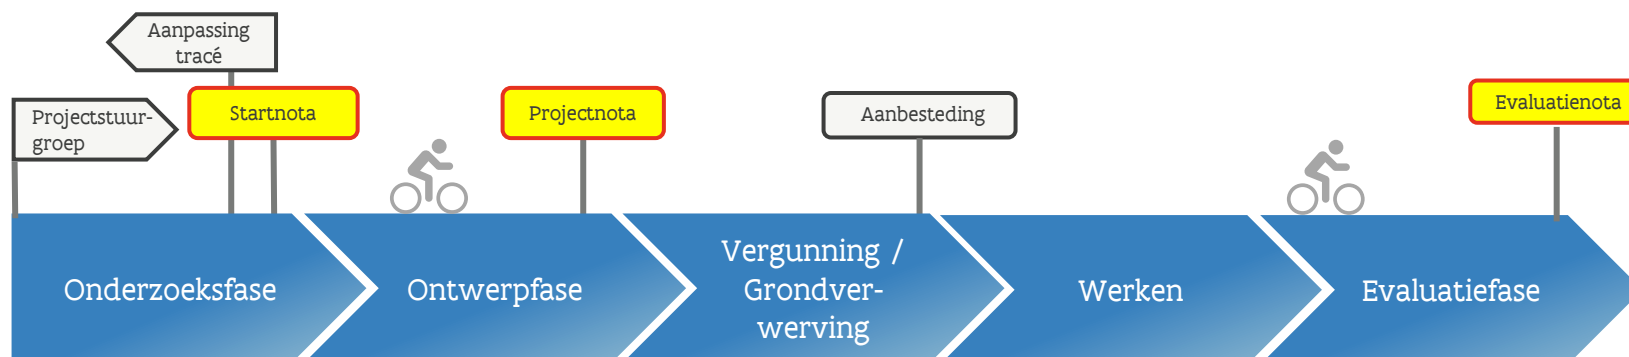 Aanpassing
tracé
Projectstuur-
groep
Startnota
Projectnota
Aanbesteding
Evaluatienota
Onderzoeksfase
Ontwerpfase
Vergunning /
Grondver-
werving
Werken
Evaluatiefase